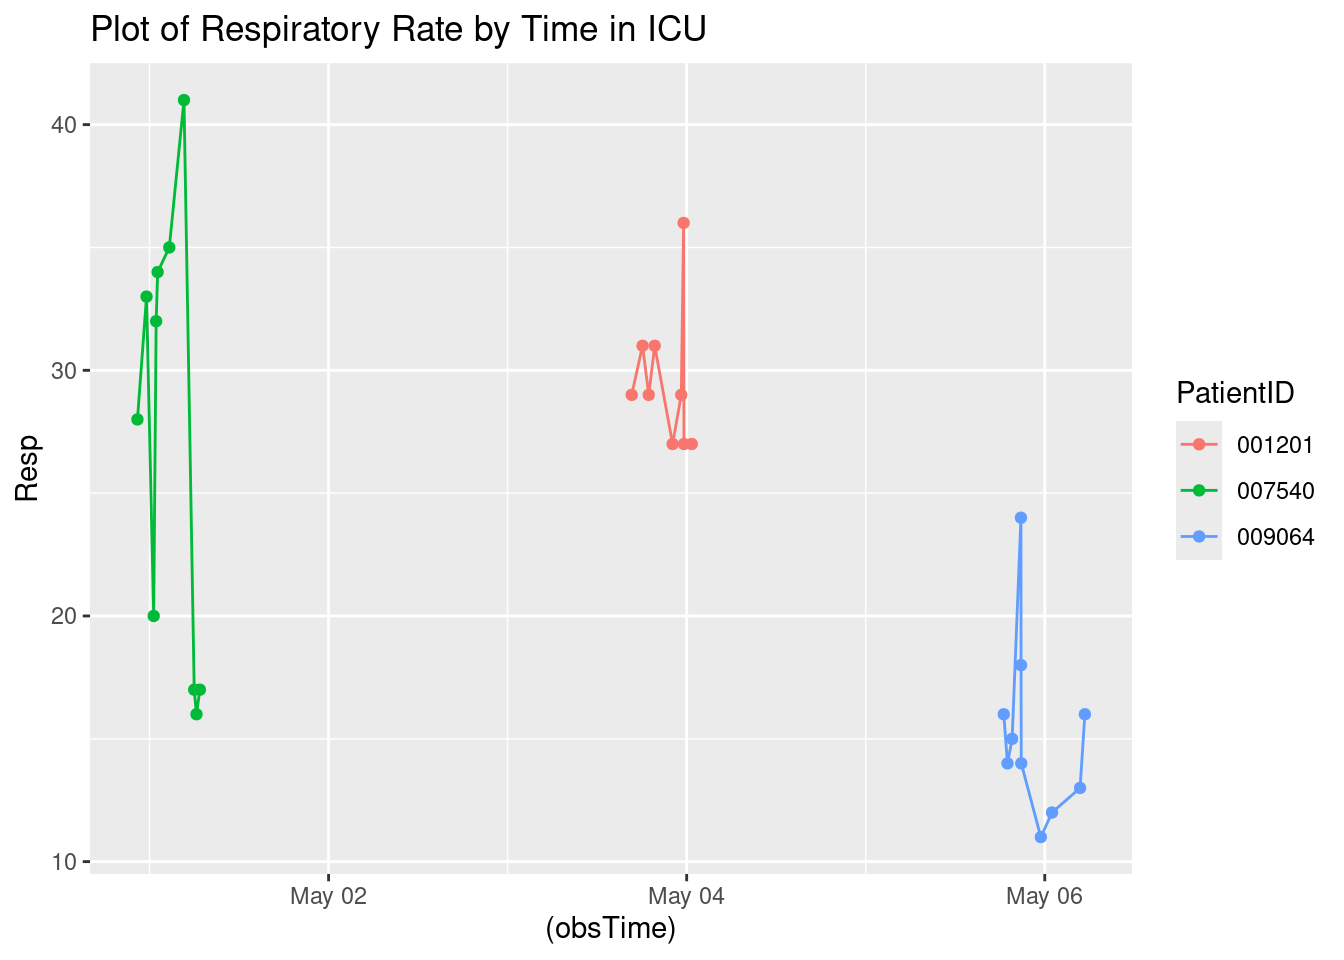 Plot of Respiratory Rate by Time in ICU
40
30
20
10
Resp
May 02
May 04
May 06
(obsTime)
PatientID
001201
007540
009064